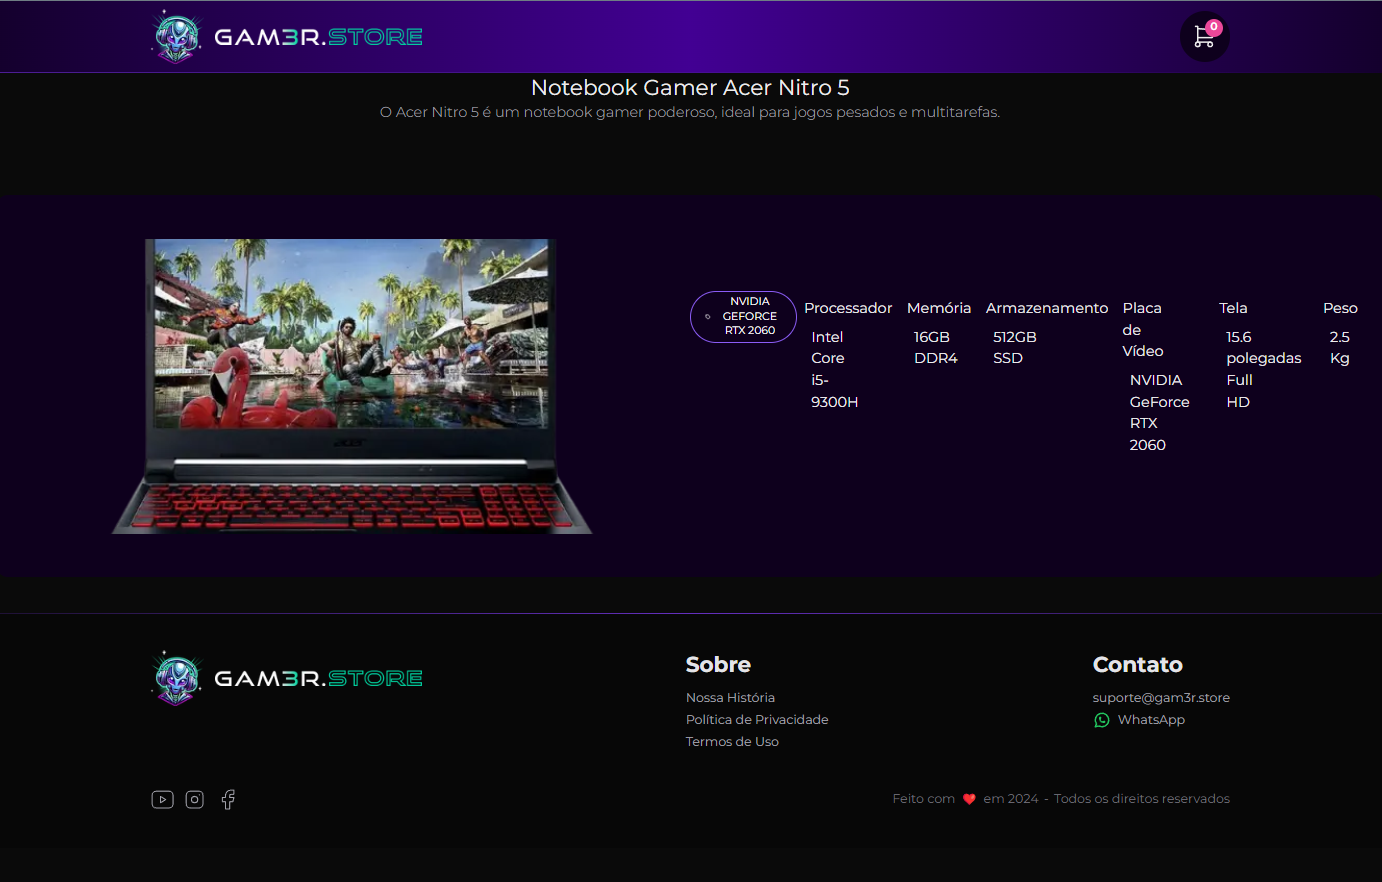 GAM3R.STORE
0
Notebook Gamer Acer Nitro 5
O Acer Nitro 5 é um notebook gamer poderoso, ideal para jogos pesados e multitarefas.
NVIDIA
GEFORCE
RTX 2060
Processador
Intel
Core
i5-
9300H
Memória
16GB
DDR4
Armazenamento
512GB
SSD
Placa
de
Vídeo
NVIDIA
GeForce
RTX
2060
Tela
15.6
polegadas
Full
HD
Peso
2.5
Kg
acer
GAM3R.STORE
Sobre
Nossa História
Política de Privacidade
Termos de Uso
Contato
suporte@gam3r.store
WhatsApp
Feito com ❤️ em 2024 - Todos os direitos reservados